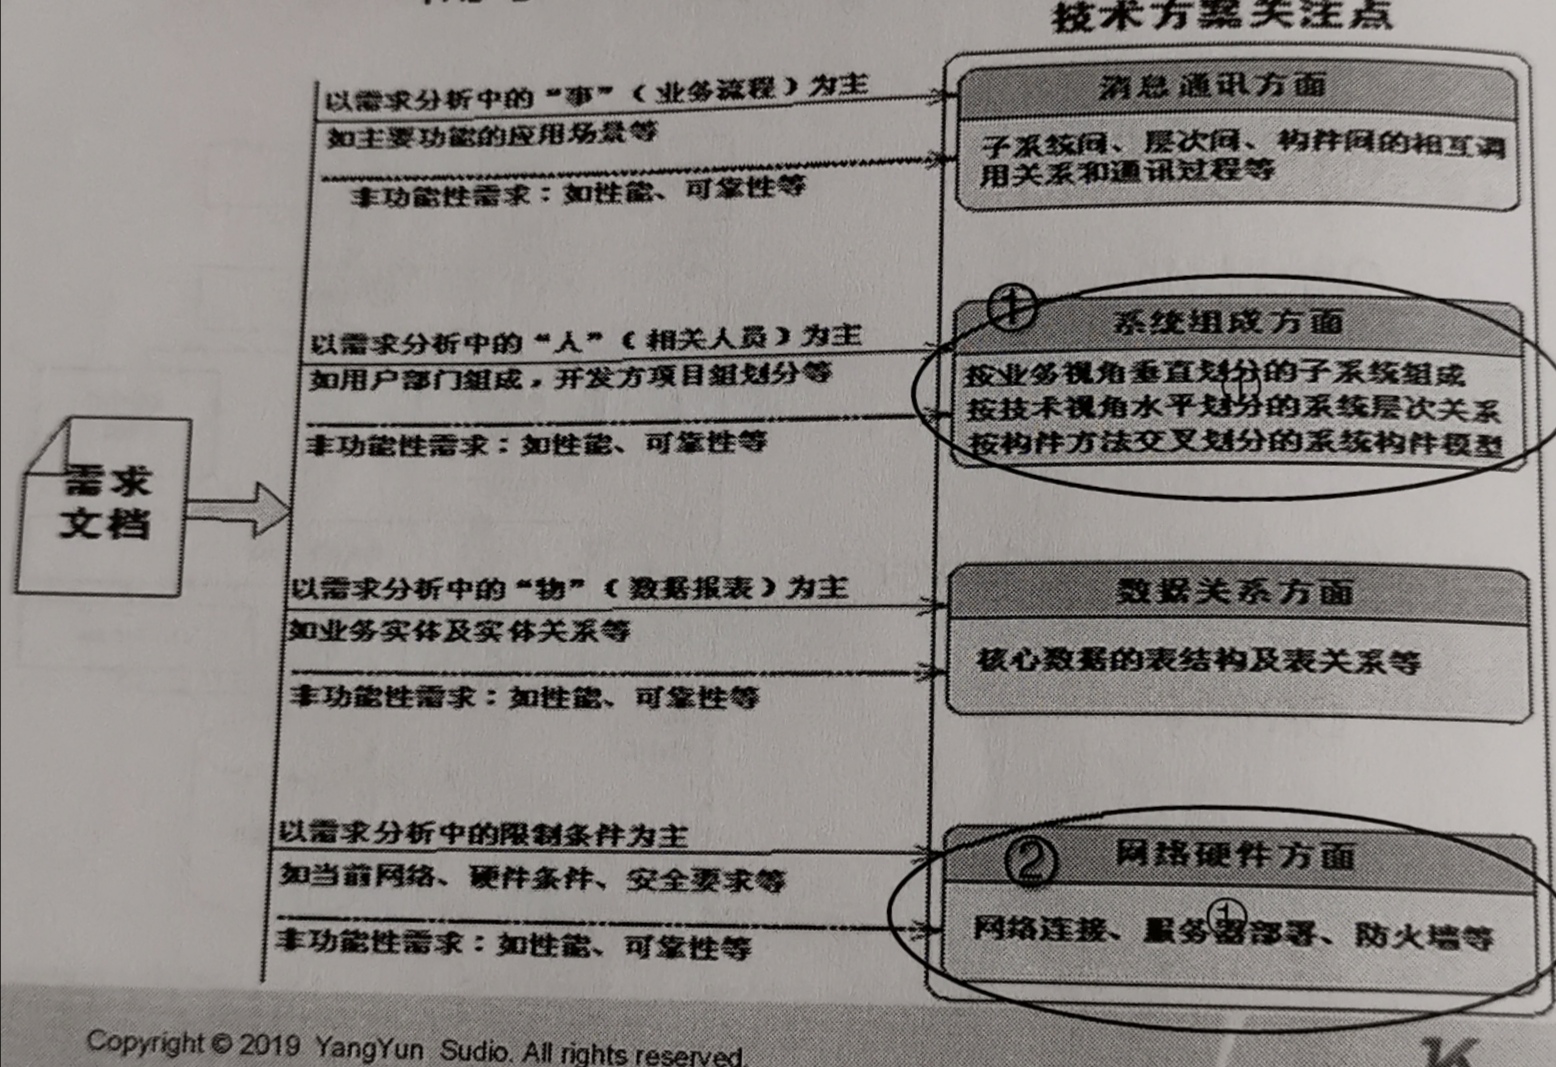 技术方案关注点
以需求分析中的“事”（业务流程）为主
如主要功能的应用场景等
非功能性需求：如性能、可靠性等
消息通讯方面
子系统间、层次间、构件间的相互调
用关系和通讯过程等
以需求分析中的“人”（相关人员）为主
如用户部门组成，开发方项目组划分等
非功能性需求：如性能、可靠性等
①
系统组成方面
按业务视角垂直划分的子系统组成
①
按技术视角水平划分的系统层次关系
按构件方法交叉划分的系统构件模型
需求
文档
以需求分析中的“物”（数据报表）为主
如业务实体及实体关系等
非功能性需求：如性能、可靠性等
数据关系方面
核心数据的表结构及表关系等
以需求分析中的限制条件为主
如当前网络、硬件条件、安全要求等
非功能性需求：如性能、可靠性等
②
网络硬件方面
①
网络连接、服务器部署、防火墙等
Copyright © 2019 YangYun Sudio. All rights reserved.